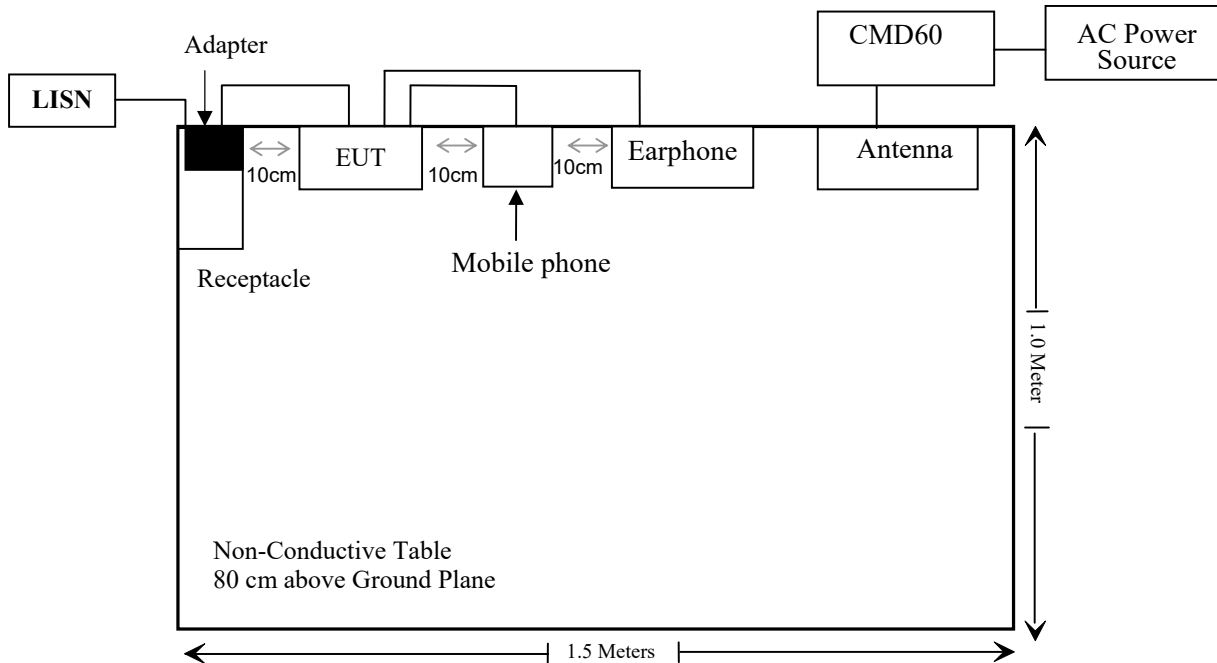 CMD60
AC Power
Source
Adapter
LISN
EUT
Earphone
Antenna
10cm
10cm
10cm
Mobile phone
Receptacle
1.0 Meter
Non-Conductive Table
80 cm above Ground Plane
1.5 Meters